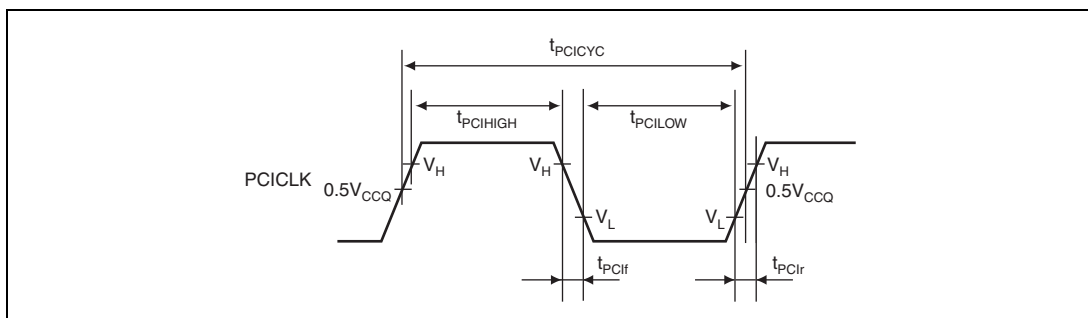 tPCICYC
tPCIHIGH
tPCILOW
VH
VH
VH
PCICLK
0.5VCCQ
0.5VCCQ
VL
VL
tPCIf
tPCIr